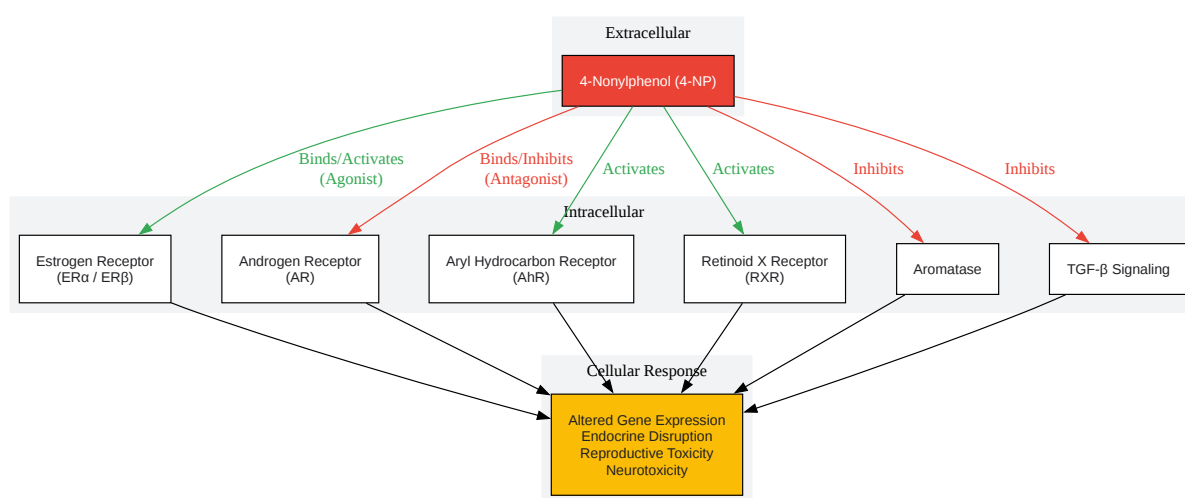 Extracellular
4-Nonylphenol (4-NP)
Binds/Activates
(Agonist)
Binds/Inhibits
(Antagonist)
Activates
Activates
Inhibits
Inhibits
Intracellular
Estrogen Receptor
(ERα / ERβ)
Androgen Receptor
(AR)
Aryl Hydrocarbon Receptor
(AhR)
Retinoid X Receptor
(RXR)
Aromatase
TGF-β Signaling
Cellular Response
Altered Gene Expression
Endocrine Disruption
Reproductive Toxicity
Neurotoxicity